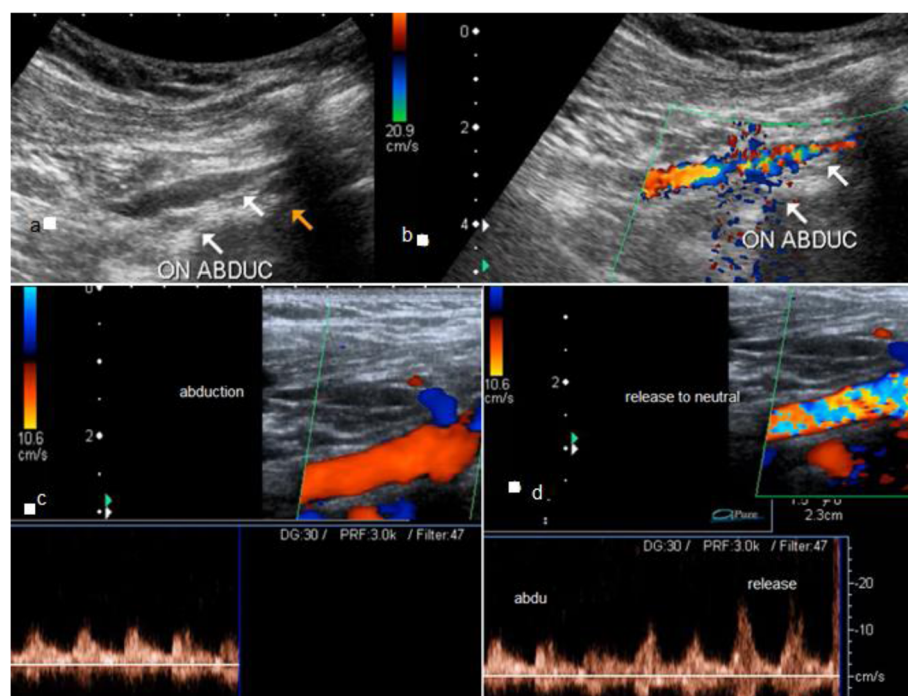 a
ON ABDUC
20.9
cm/s
0
2
4
b
ON ABDUC
0
2
10.6
cm/s
abduction
c
10.6
cm/s
2
release to neutral
d
2.3cm
DG:30 / PRF:3.0k / Filter:47
DG:30 / PRF:3.0k / Filter:47
abdu
release
-20
-10
-cm/s